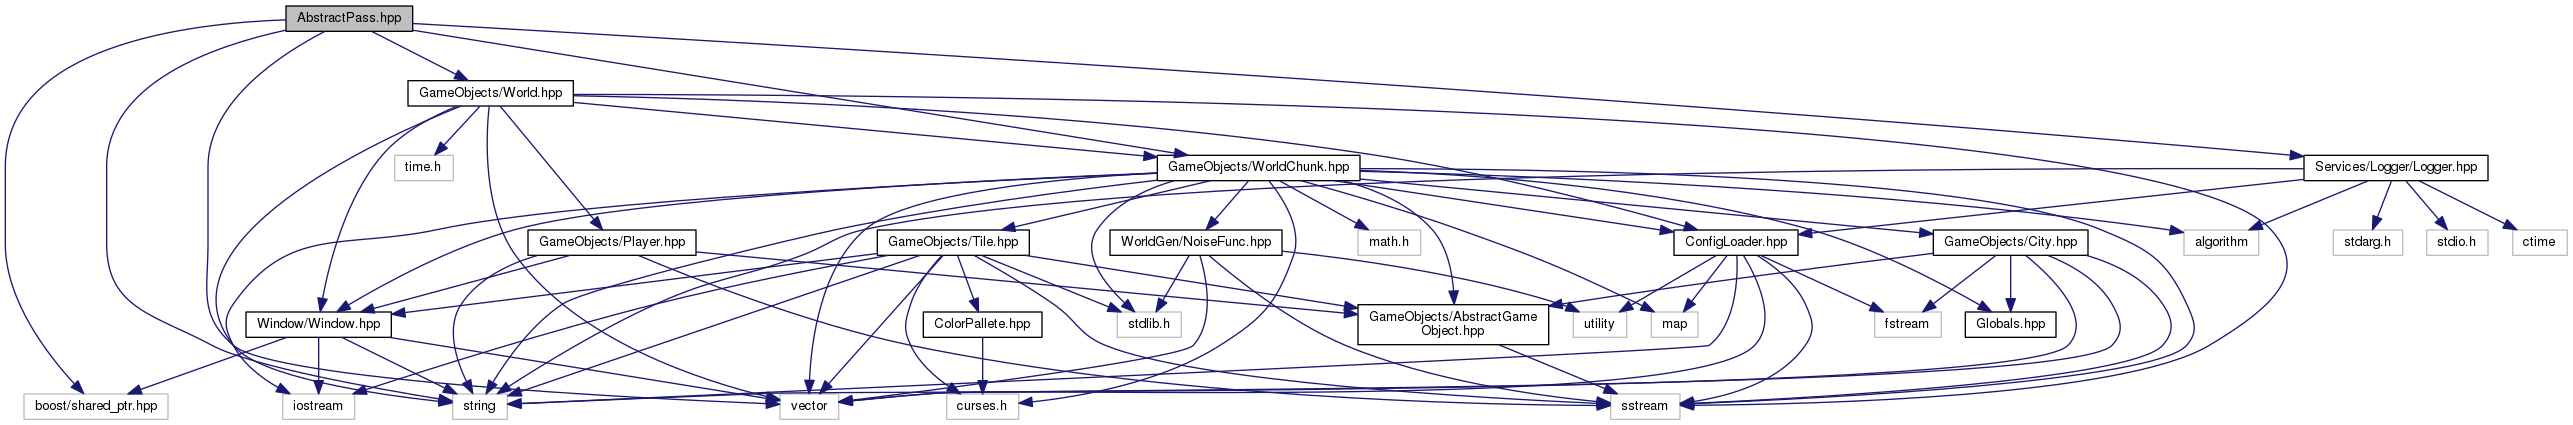 AbstractPass.hpp
GameObjects/World.hpp
time.h
GameObjects/WorldChunk.hpp
Services/Logger/Logger.hpp
GameObjects/Player.hpp
GameObjects/Tile.hpp
WorldGen/NoiseFunc.hpp
math.h
ConfigLoader.hpp
GameObjects/City.hpp
algorithm
stdarg.h
stdio.h
ctime
Window/Window.hpp
ColorPallete.hpp
stdlib.h
GameObjects/AbstractGame
Object.hpp
utility
map
fstream
Globals.hpp
boost/shared_ptr.hpp
iostream
string
vector
curses.h
sstream